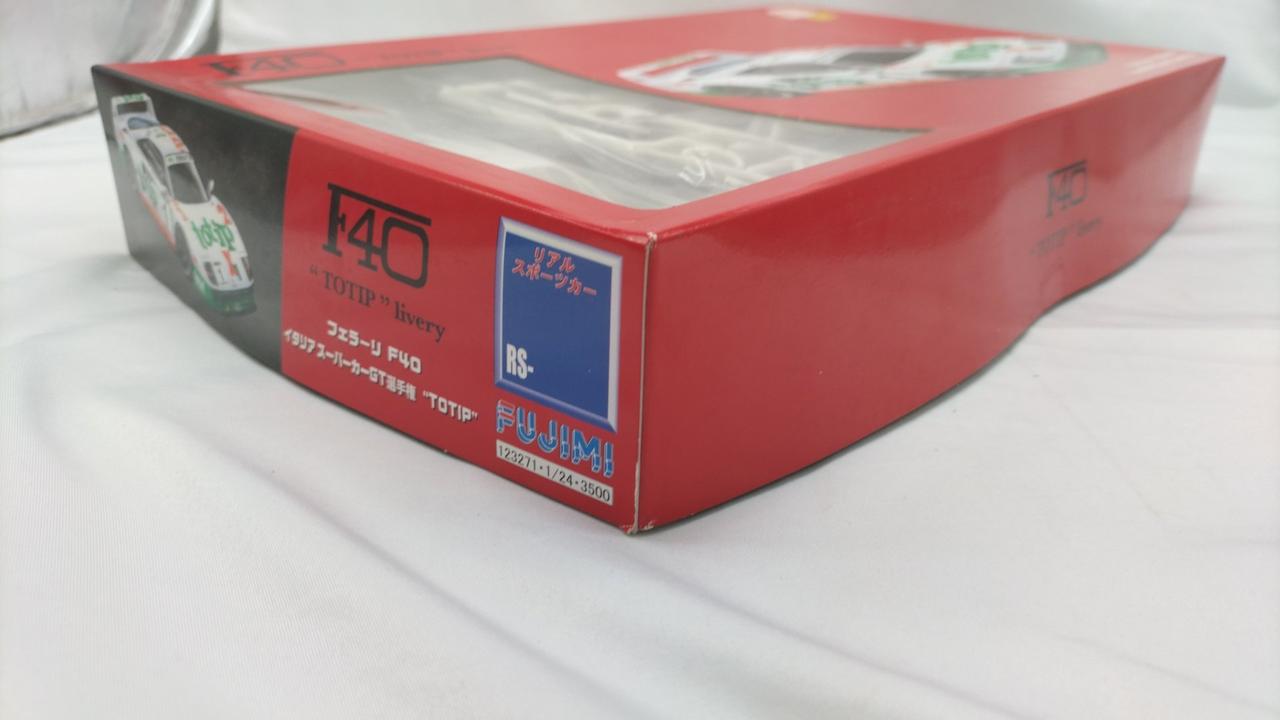 F40
totip
F40
“TOTIP” livery
フェラーリ F40
イタリア スーパーカーGT選手権 “TOTIP”
リアル
スポーツカー
RS-
FUJIMI
123271・1/24・3500
F40
“TOTIP” livery